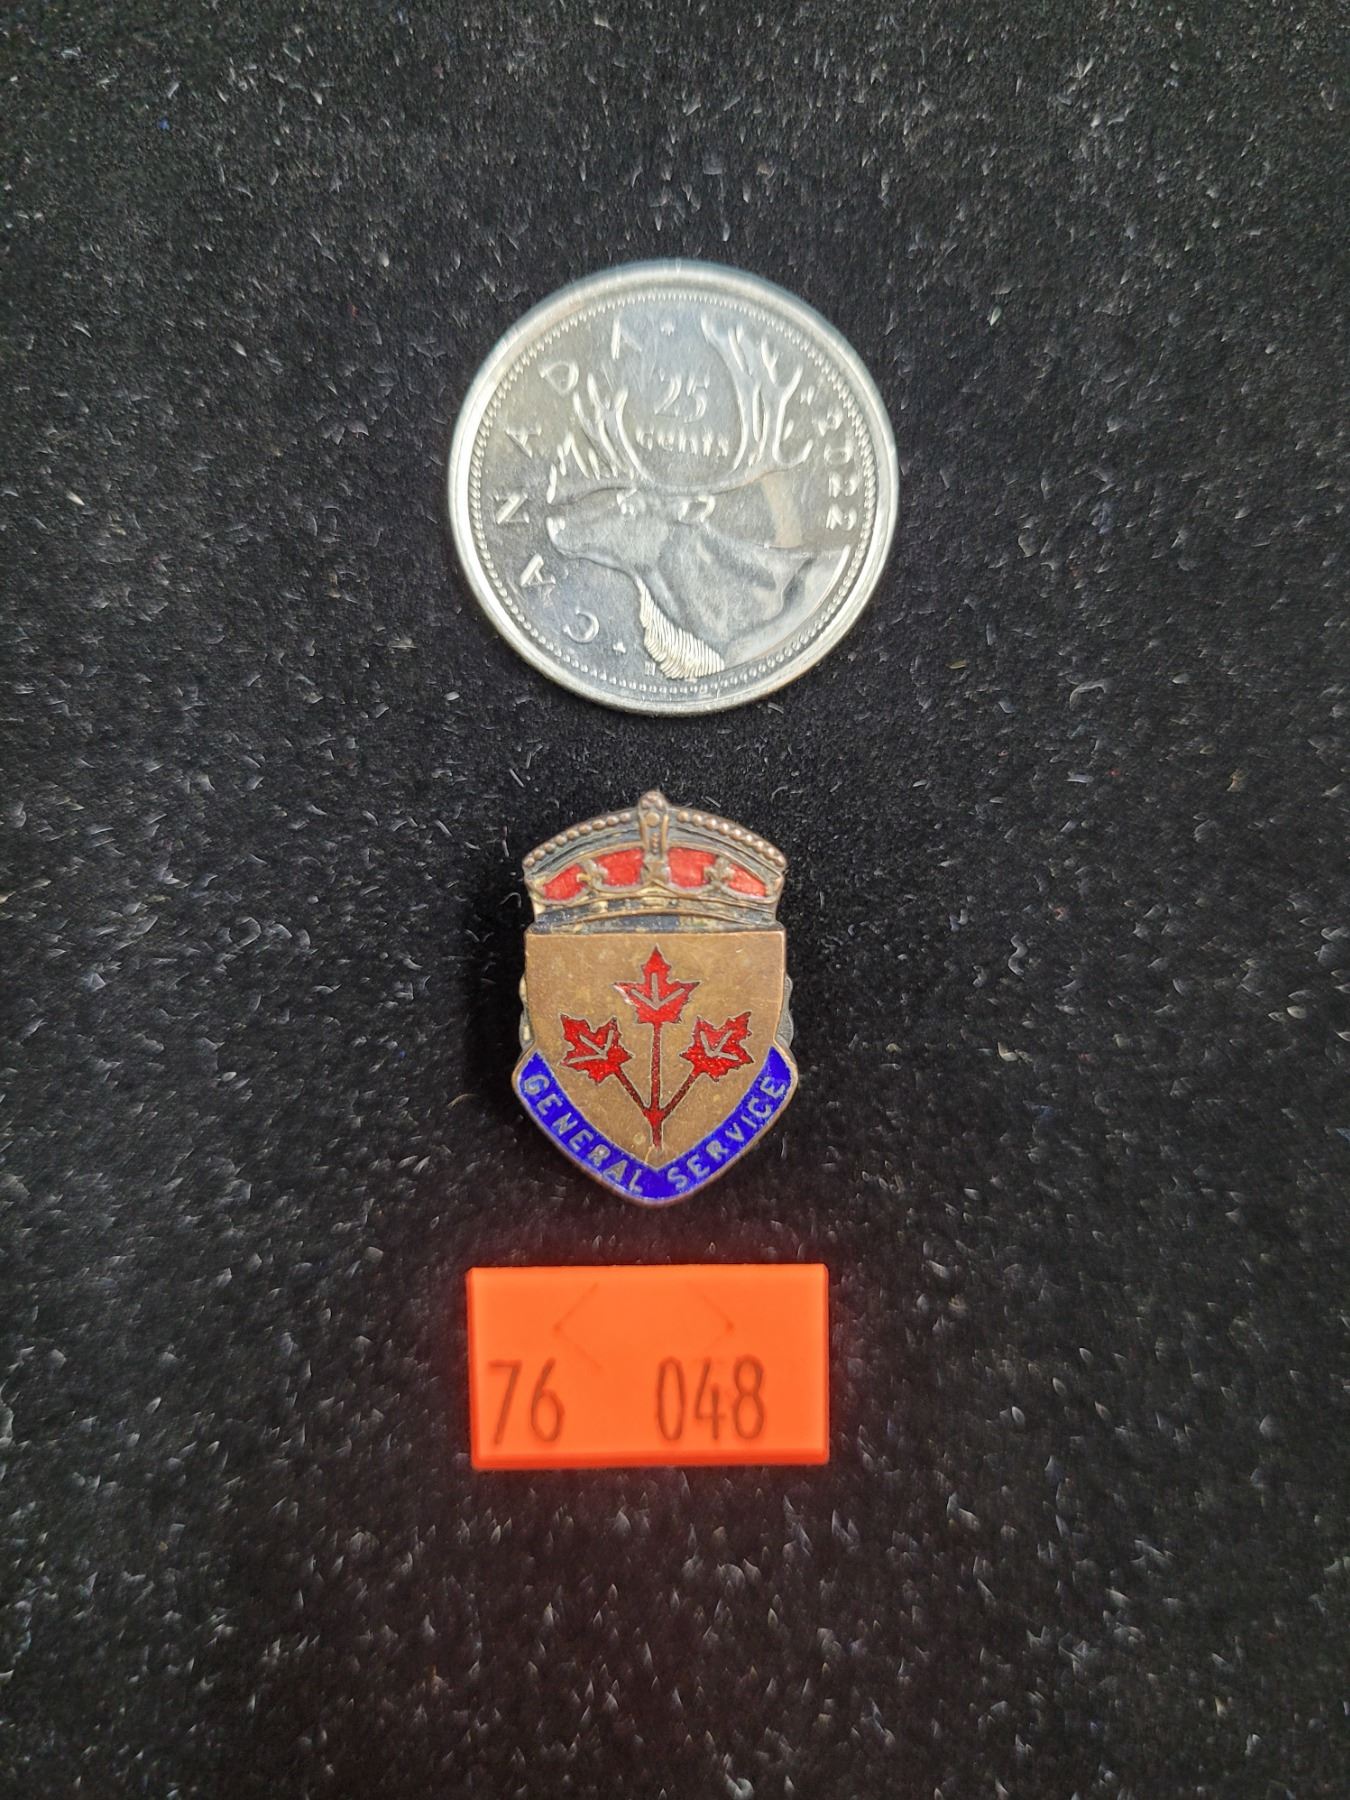 CANADA
25
cents
2022
H
GENERAL SERVICE
76 048